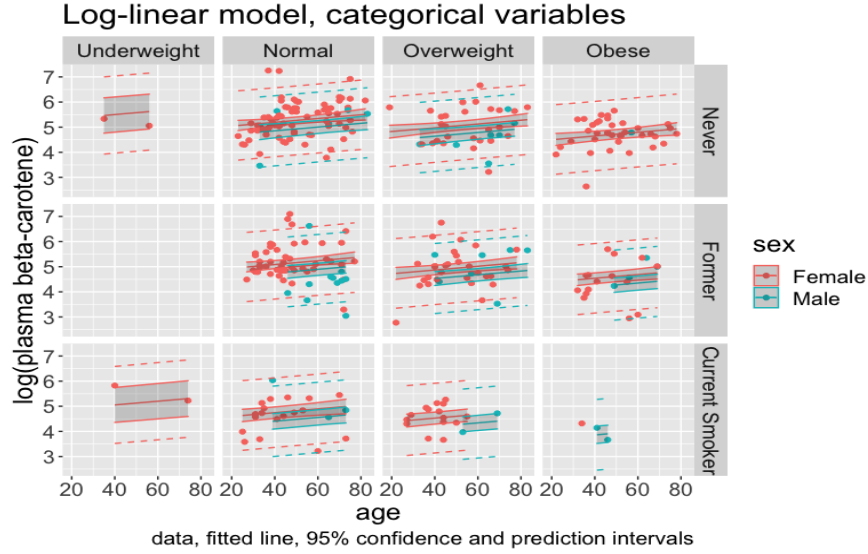 Log-linear model, categorical variables
Underweight Normal Overweight Obese
7
6
5
4
3
Never
7
6
5
4
3
Former
7
6
5
4
3
Current Smoker
log(plasma beta-carotene)
sex
Female
Male
20 40 60 80 20 40 60 80 20 40 60 80 20 40 60 80
age
data, fitted line, 95% confidence and prediction intervals